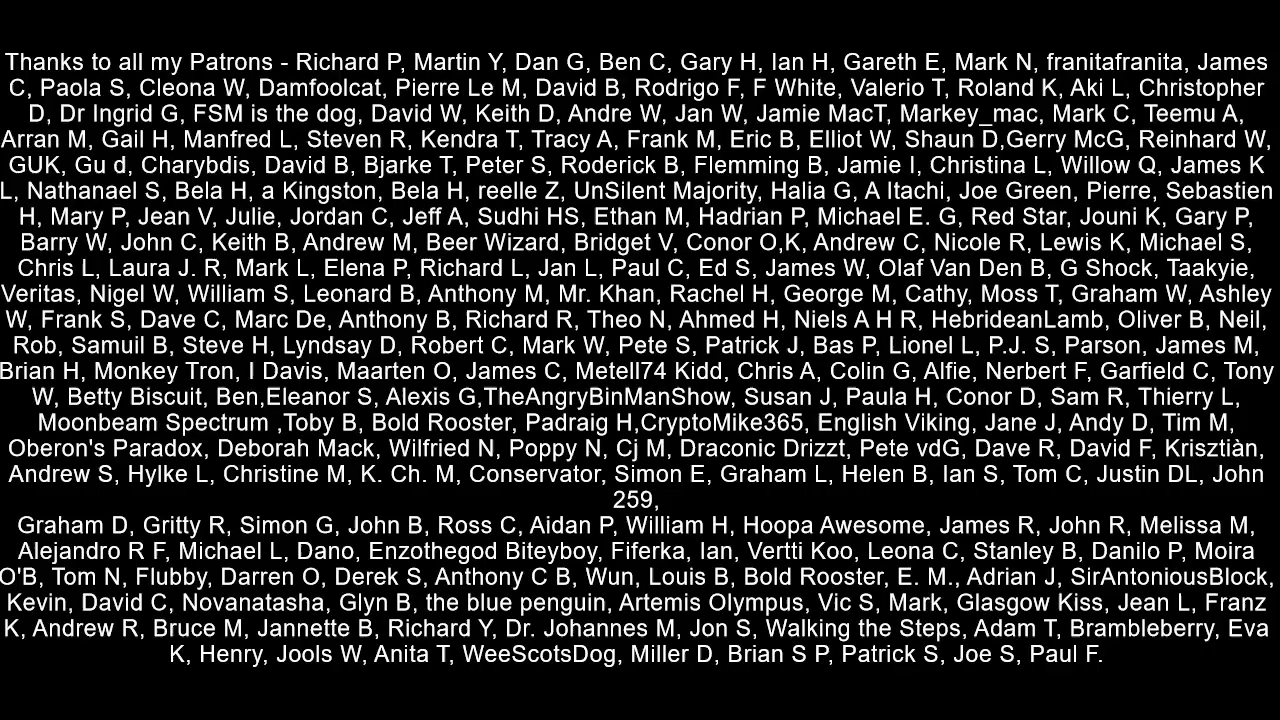 Thanks to all my Patrons - Richard P, Martin Y, Dan G, Ben C, Gary H, Ian H, Gareth E, Mark N, franitafranita, James
C, Paola S, Cleona W, Damfoolcat, Pierre Le M, David B, Rodrigo F, F White, Valerio T, Roland K, Aki L, Christopher
D, Dr Ingrid G, FSM is the dog, David W, Keith D, Andre W, Jan W, Jamie MacT, Markey_mac, Mark C, Teemu A,
Arran M, Gail H, Manfred L, Steven R, Kendra T, Tracy A, Frank M, Eric B, Elliot W, Shaun D,Gerry McG, Reinhard W,
GUK, Gu d, Charybdis, David B, Bjarke T, Peter S, Roderick B, Flemming B, Jamie I, Christina L, Willow Q, James K
L, Nathanael S, Bela H, a Kingston, Bela H, reelle Z, UnSilent Majority, Halia G, A Itachi, Joe Green, Pierre, Sebastien
H, Mary P, Jean V, Julie, Jordan C, Jeff A, Sudhi HS, Ethan M, Hadrian P, Michael E. G, Red Star, Jouni K, Gary P,
Barry W, John C, Keith B, Andrew M, Beer Wizard, Bridget V, Conor O,K, Andrew C, Nicole R, Lewis K, Michael S,
Chris L, Laura J. R, Mark L, Elena P, Richard L, Jan L, Paul C, Ed S, James W, Olaf Van Den B, G Shock, Taakyie,
Veritas, Nigel W, William S, Leonard B, Anthony M, Mr. Khan, Rachel H, George M, Cathy, Moss T, Graham W, Ashley
W, Frank S, Dave C, Marc De, Anthony B, Richard R, Theo N, Ahmed H, Niels A H R, HebrideanLamb, Oliver B, Neil,
Rob, Samuil B, Steve H, Lyndsay D, Robert C, Mark W, Pete S, Patrick J, Bas P, Lionel L, P.J. S, Parson, James M,
Brian H, Monkey Tron, I Davis, Maarten O, James C, Metell74 Kidd, Chris A, Colin G, Alfie, Nerbert F, Garfield C, Tony
W, Betty Biscuit, Ben,Eleanor S, Alexis G,TheAngryBinManShow, Susan J, Paula H, Conor D, Sam R, Thierry L,
Moonbeam Spectrum ,Toby B, Bold Rooster, Padraig H,CryptoMike365, English Viking, Jane J, Andy D, Tim M,
Oberon's Paradox, Deborah Mack, Wilfried N, Poppy N, Cj M, Draconic Drizzt, Pete vdG, Dave R, David F, Krisztiàn,
Andrew S, Hylke L, Christine M, K. Ch. M, Conservator, Simon E, Graham L, Helen B, Ian S, Tom C, Justin DL, John
259,
Graham D, Gritty R, Simon G, John B, Ross C, Aidan P, William H, Hoopa Awesome, James R, John R, Melissa M,
Alejandro R F, Michael L, Dano, Enzothegod Biteyboy, Fiferka, Ian, Vertti Koo, Leona C, Stanley B, Danilo P, Moira
O'B, Tom N, Flubby, Darren O, Derek S, Anthony C B, Wun, Louis B, Bold Rooster, E. M., Adrian J, SirAntoniousBlock,
Kevin, David C, Novanatasha, Glyn B, the blue penguin, Artemis Olympus, Vic S, Mark, Glasgow Kiss, Jean L, Franz
K, Andrew R, Bruce M, Jannette B, Richard Y, Dr. Johannes M, Jon S, Walking the Steps, Adam T, Brambleberry, Eva
K, Henry, Jools W, Anita T, WeeScotsDog, Miller D, Brian S P, Patrick S, Joe S, Paul F.